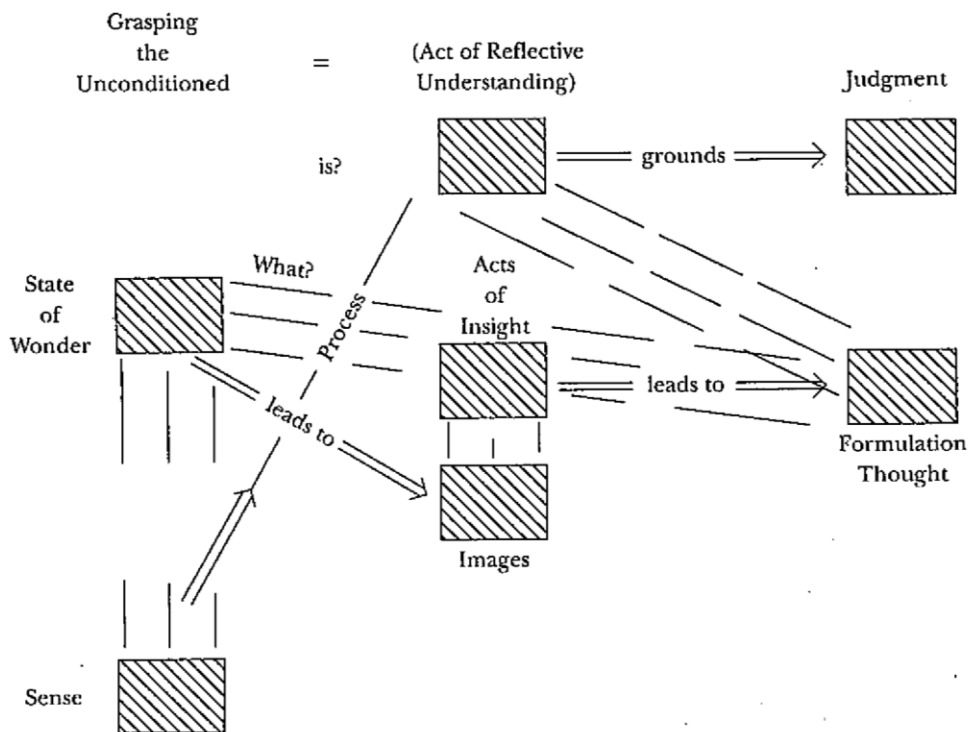 Grasping
the
Unconditioned
=
(Act of Reflective
Understanding)
Judgment
is?
grounds
State
of
Wonder
What?
Process
Acts
of
Insight
leads to
leads to
Formulation
Thought
Images
Sense